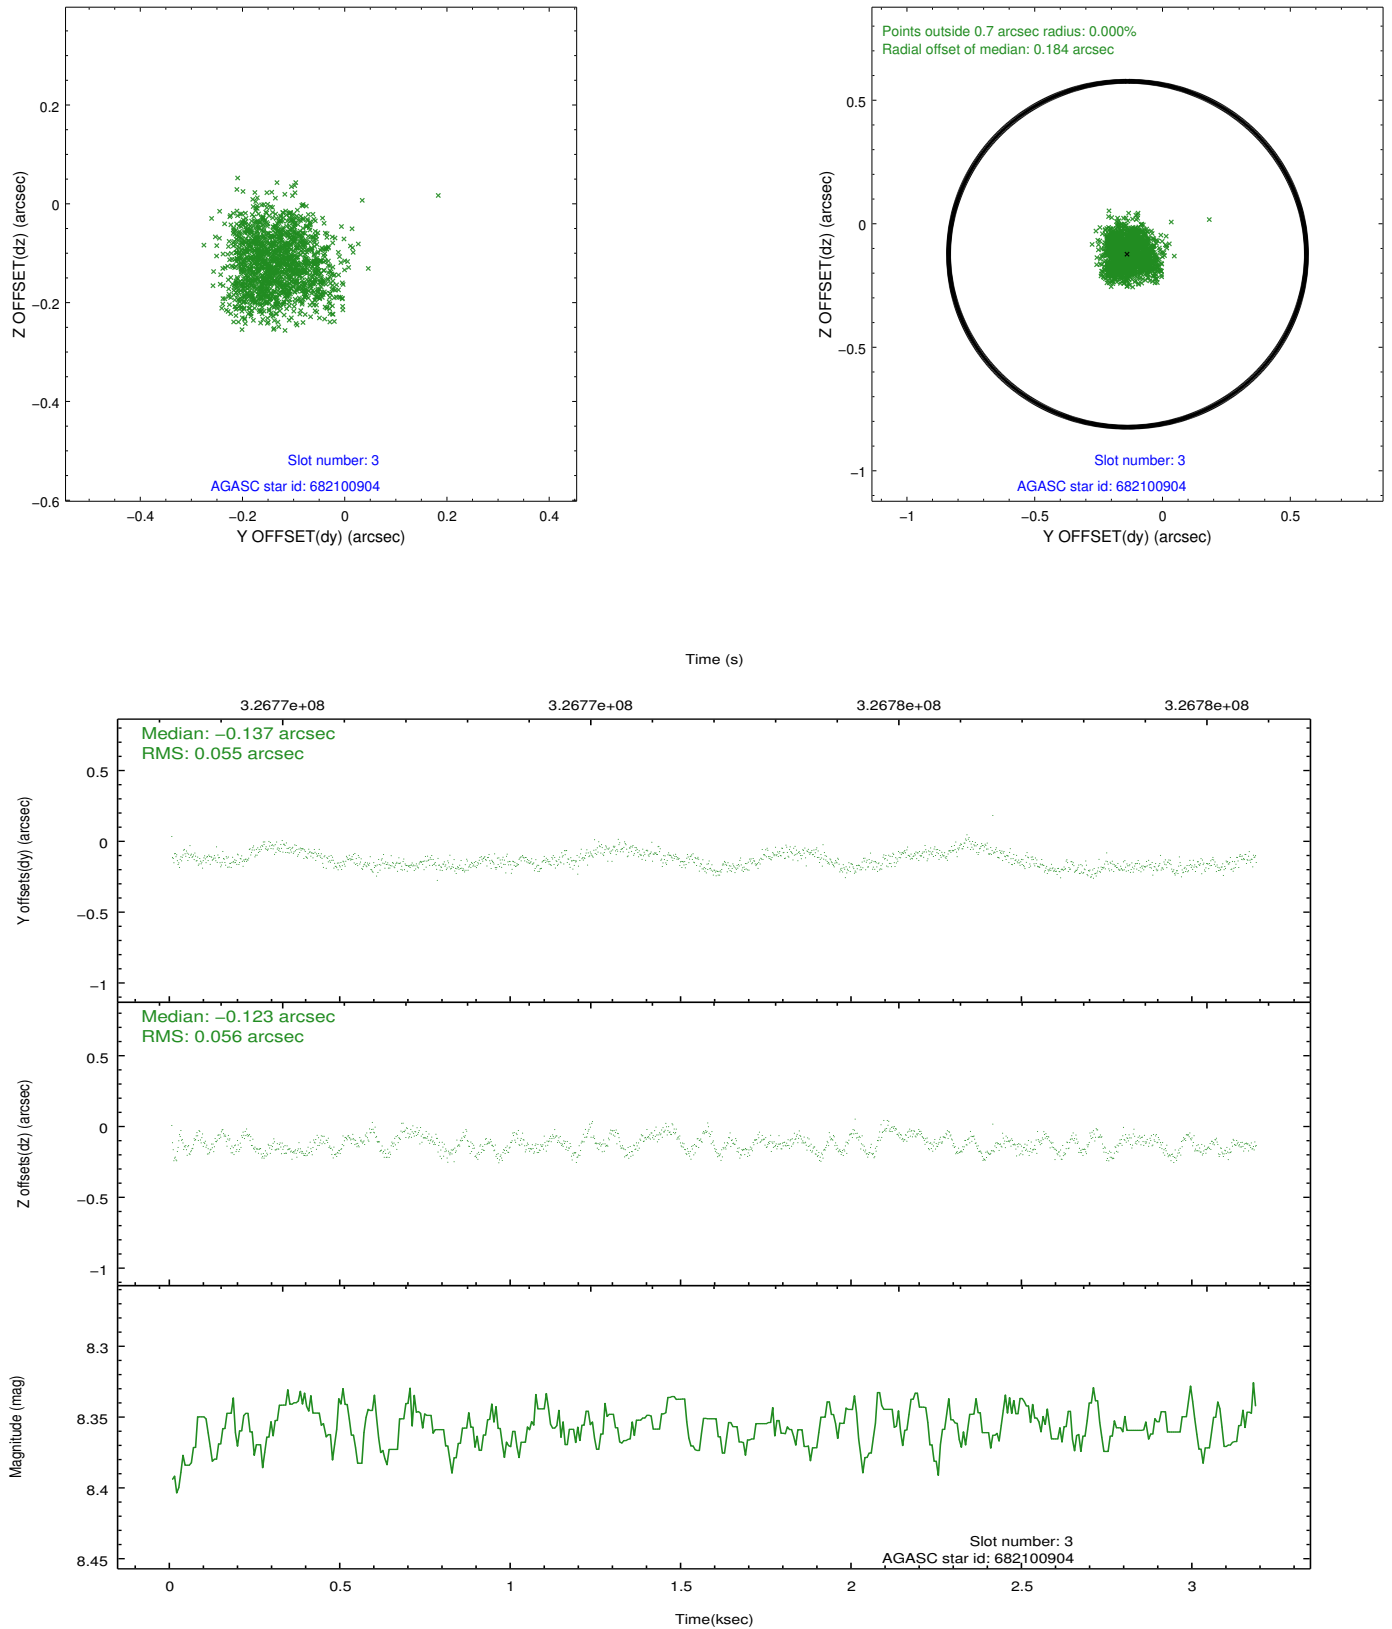 0.2
0
−0.2
−0.4
−0.6
Z OFFSET(dz) (arcsec)
Slot number: 3
AGASC star id: 682100904
−0.4
−0.2
0
0.2
0.4
Y OFFSET(dy) (arcsec)
Points outside 0.7 arcsec radius: 0.000%
Radial offset of median: 0.184 arcsec
0.5
0
−0.5
−1
Z OFFSET(dz) (arcsec)
Slot number: 3
AGASC star id: 682100904
−1
−0.5
0
0.5
Y OFFSET(dy) (arcsec)
Time (s)
3.2677e+08
3.2677e+08
3.2678e+08
3.2678e+08
Median: −0.137 arcsec
RMS: 0.055 arcsec
0.5
0
−0.5
−1
Y offsets(dy) (arcsec)
Median: −0.123 arcsec
RMS: 0.056 arcsec
0.5
0
−0.5
−1
Z offsets(dz) (arcsec)
8.3
8.35
8.4
8.45
Magnitude (mag)
Slot number: 3
AGASC star id: 682100904
0
0.5
1
1.5
2
2.5
3
Time(ksec)